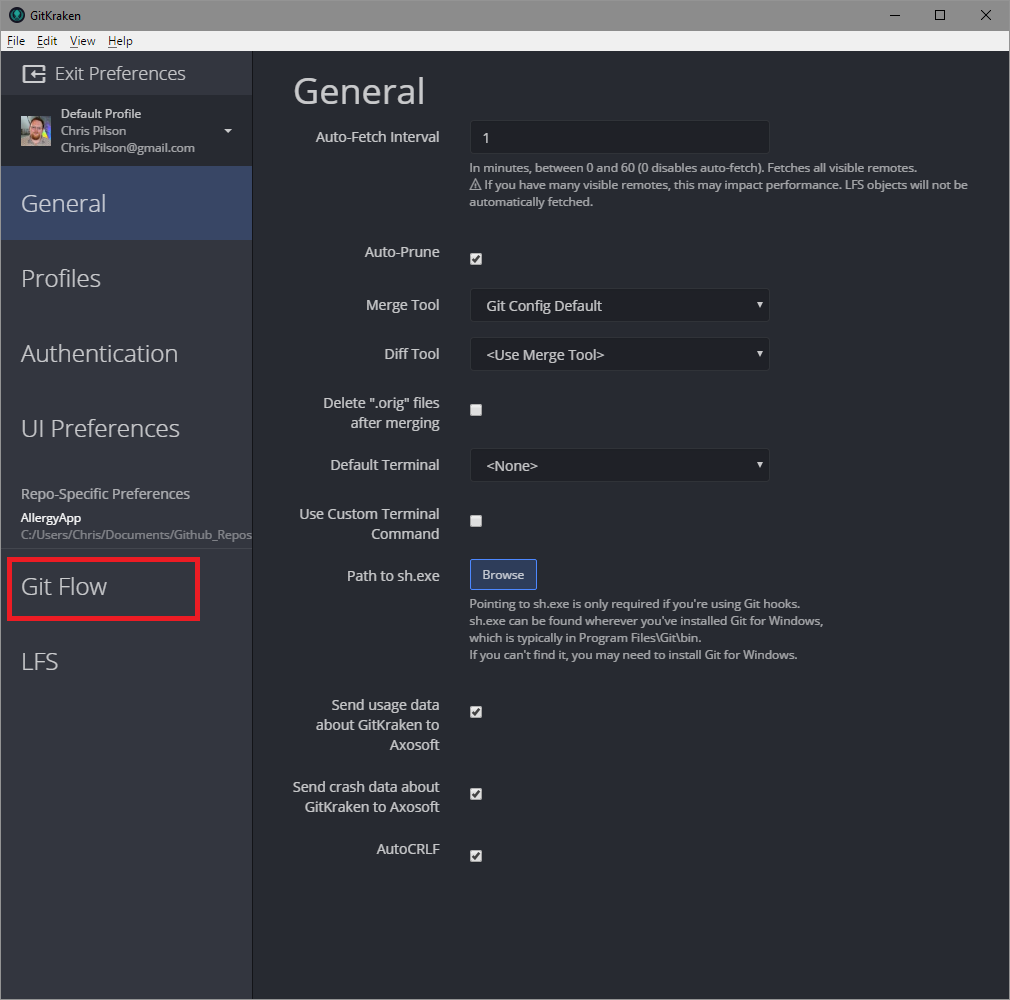 GitKraken
File Edit View Help
Exit Preferences
Default Profile
Chris Pilson
Chris.Pilson@gmail.com
General
Profiles
Authentication
UI Preferences
Repo-Specific Preferences
AllergyApp
C:/Users/Chris/Documents/Github_Repos
Git Flow
LFS
General
Auto-Fetch Interval
1
In minutes, between 0 and 60 (0 disables auto-fetch). Fetches all visible remotes.
⚠ If you have many visible remotes, this may impact performance. LFS objects will not be
automatically fetched.
Auto-Prune
Merge Tool
Git Config Default
Diff Tool
<Use Merge Tool>
Delete ".orig" files
after merging
Default Terminal
<None>
Use Custom Terminal
Command
Path to sh.exe
Browse
Pointing to sh.exe is only required if you're using Git hooks.
sh.exe can be found wherever you've installed Git for Windows,
which is typically in Program Files\Git\bin.
If you can't find it, you may need to install Git for Windows.
Send usage data
about GitKraken to
Axosoft
Send crash data about
GitKraken to Axosoft
AutoCRLF